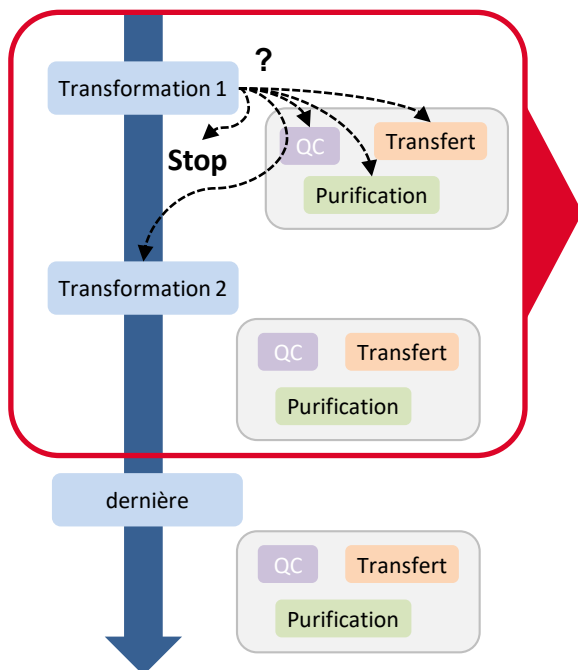 ?
Transformation 1
QC
Transfert
Stop
Purification
Transformation 2
QC
Transfert
Purification
dernière
QC
Transfert
Purification